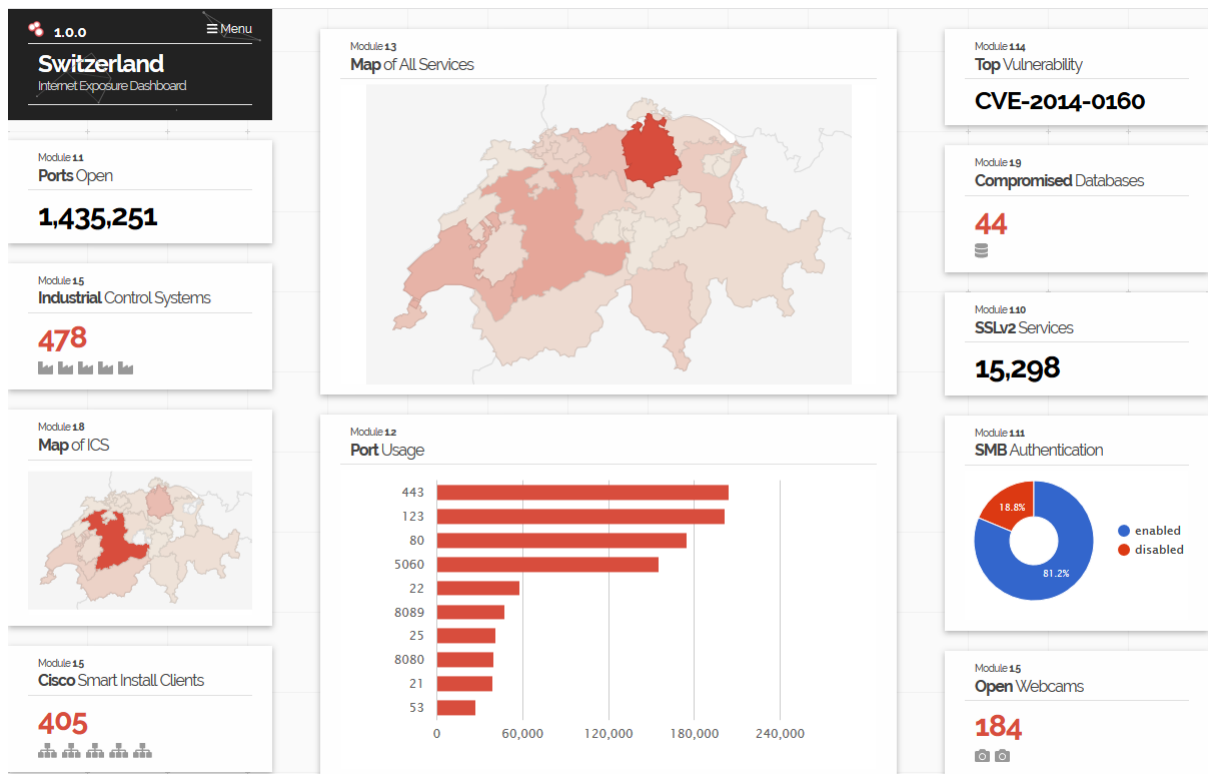 1.0.0
Menu
Switzerland
Internet Exposure Dashboard
Module 1.1
Ports Open
1,435,251
Module 1.5
Industrial Control Systems
478
Module 1.8
Map of ICS
Module 1.5
Cisco Smart Install Clients
405
Module 1.3
Map of All Services
Module 1.2
Port Usage
443
123
80
5060
22
8089
25
8080
21
53
0 60,000 120,000 180,000 240,000
Module 1.14
Top Vulnerability
CVE-2014-0160
Module 1.9
Compromised Databases
44
Module 1.10
SSLv2 Services
15,298
Module 1.11
SMB Authentication
18.8%
81.2%
enabled
disabled
Module 1.5
Open Webcams
184